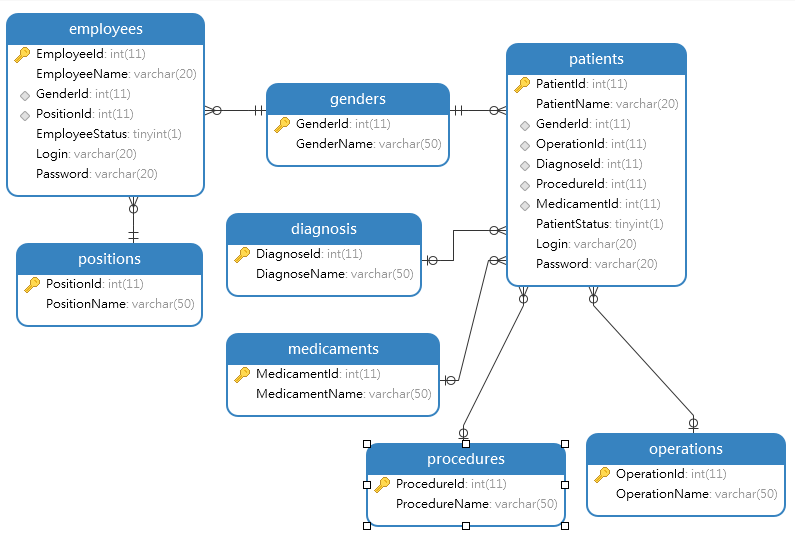 employees
EmployeeId: int(11)
EmployeeName: varchar(20)
GenderId: int(11)
PositionId: int(11)
EmployeeStatus: tinyint(1)
Login: varchar(20)
Password: varchar(20)
genders
GenderId: int(11)
GenderName: varchar(50)
patients
PatientId: int(11)
PatientName: varchar(20)
GenderId: int(11)
OperationId: int(11)
DiagnoseId: int(11)
ProcedureId: int(11)
MedicamentId: int(11)
PatientStatus: tinyint(1)
Login: varchar(20)
Password: varchar(20)
positions
PositionId: int(11)
PositionName: varchar(50)
diagnosis
DiagnoseId: int(11)
DiagnoseName: varchar(50)
medicaments
MedicamentId: int(11)
MedicamentName: varchar(50)
procedures
ProcedureId: int(11)
ProcedureName: varchar(50)
operations
OperationId: int(11)
OperationName: varchar(50)